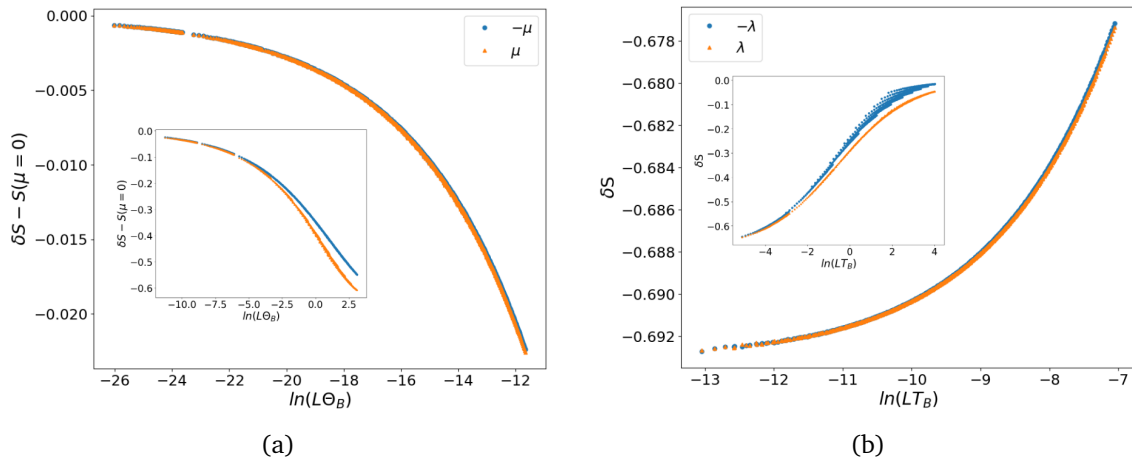 0.000
−0.005
−0.010
−0.015
−0.020
δS − S(μ = 0)
−26 −24 −22 −20 −18 −16 −14 −12
ln(LΘ_B)
−μ
μ
0.0
−0.1
−0.2
−0.3
−0.4
−0.5
−0.6
δS − S(μ = 0)
−10.0 −7.5 −5.0 −2.5 0.0 2.5
ln(LΘ_B)
(a)
−0.678
−0.680
−0.682
−0.684
−0.686
−0.688
−0.690
−0.692
δS
−13 −12 −11 −10 −9 −8 −7
ln(LT_B)
−λ
λ
0.0
−0.1
−0.2
−0.3
−0.4
−0.5
−0.6
δS
−4 −2 0 2 4
ln(LT_B)
(b)